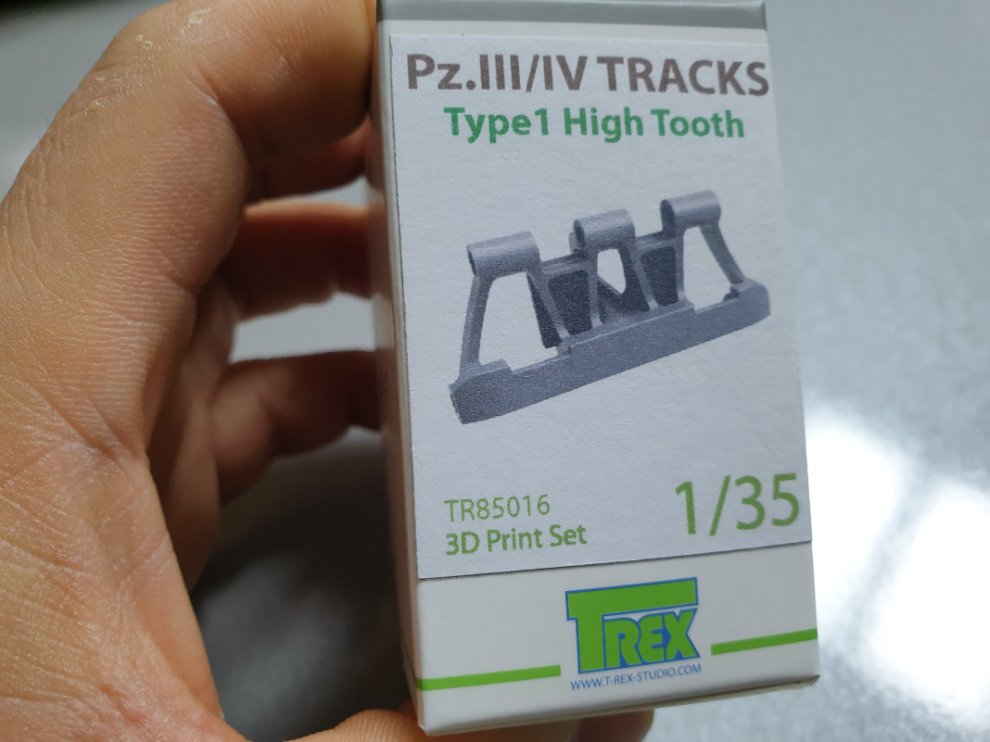 Pz.III/IV TRACKS
Type1 High Tooth
TR85016
3D Print Set
1/35
TREX
WWW.T-REX-STUDIO.COM